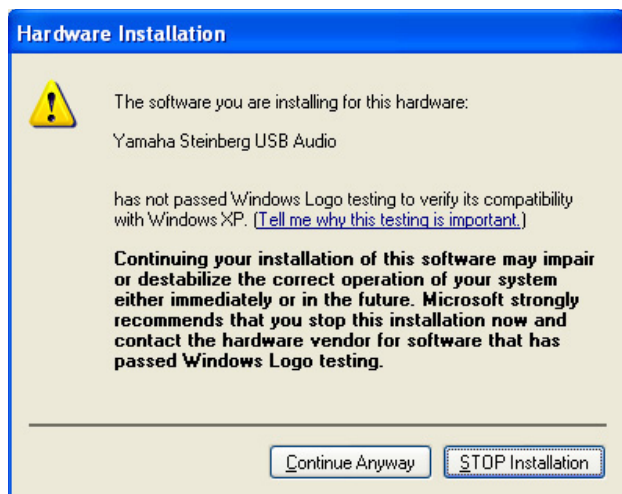 Hardware Installation
The software you are installing for this hardware:
Yamaha Steinberg USB Audio
has not passed Windows Logo testing to verify its compatibility
with Windows XP. (Tell me why this testing is important.)
Continuing your installation of this software may impair
or destabilize the correct operation of your system
either immediately or in the future. Microsoft strongly
recommends that you stop this installation now and
contact the hardware vendor for software that has
passed Windows Logo testing.
Continue Anyway
STOP Installation